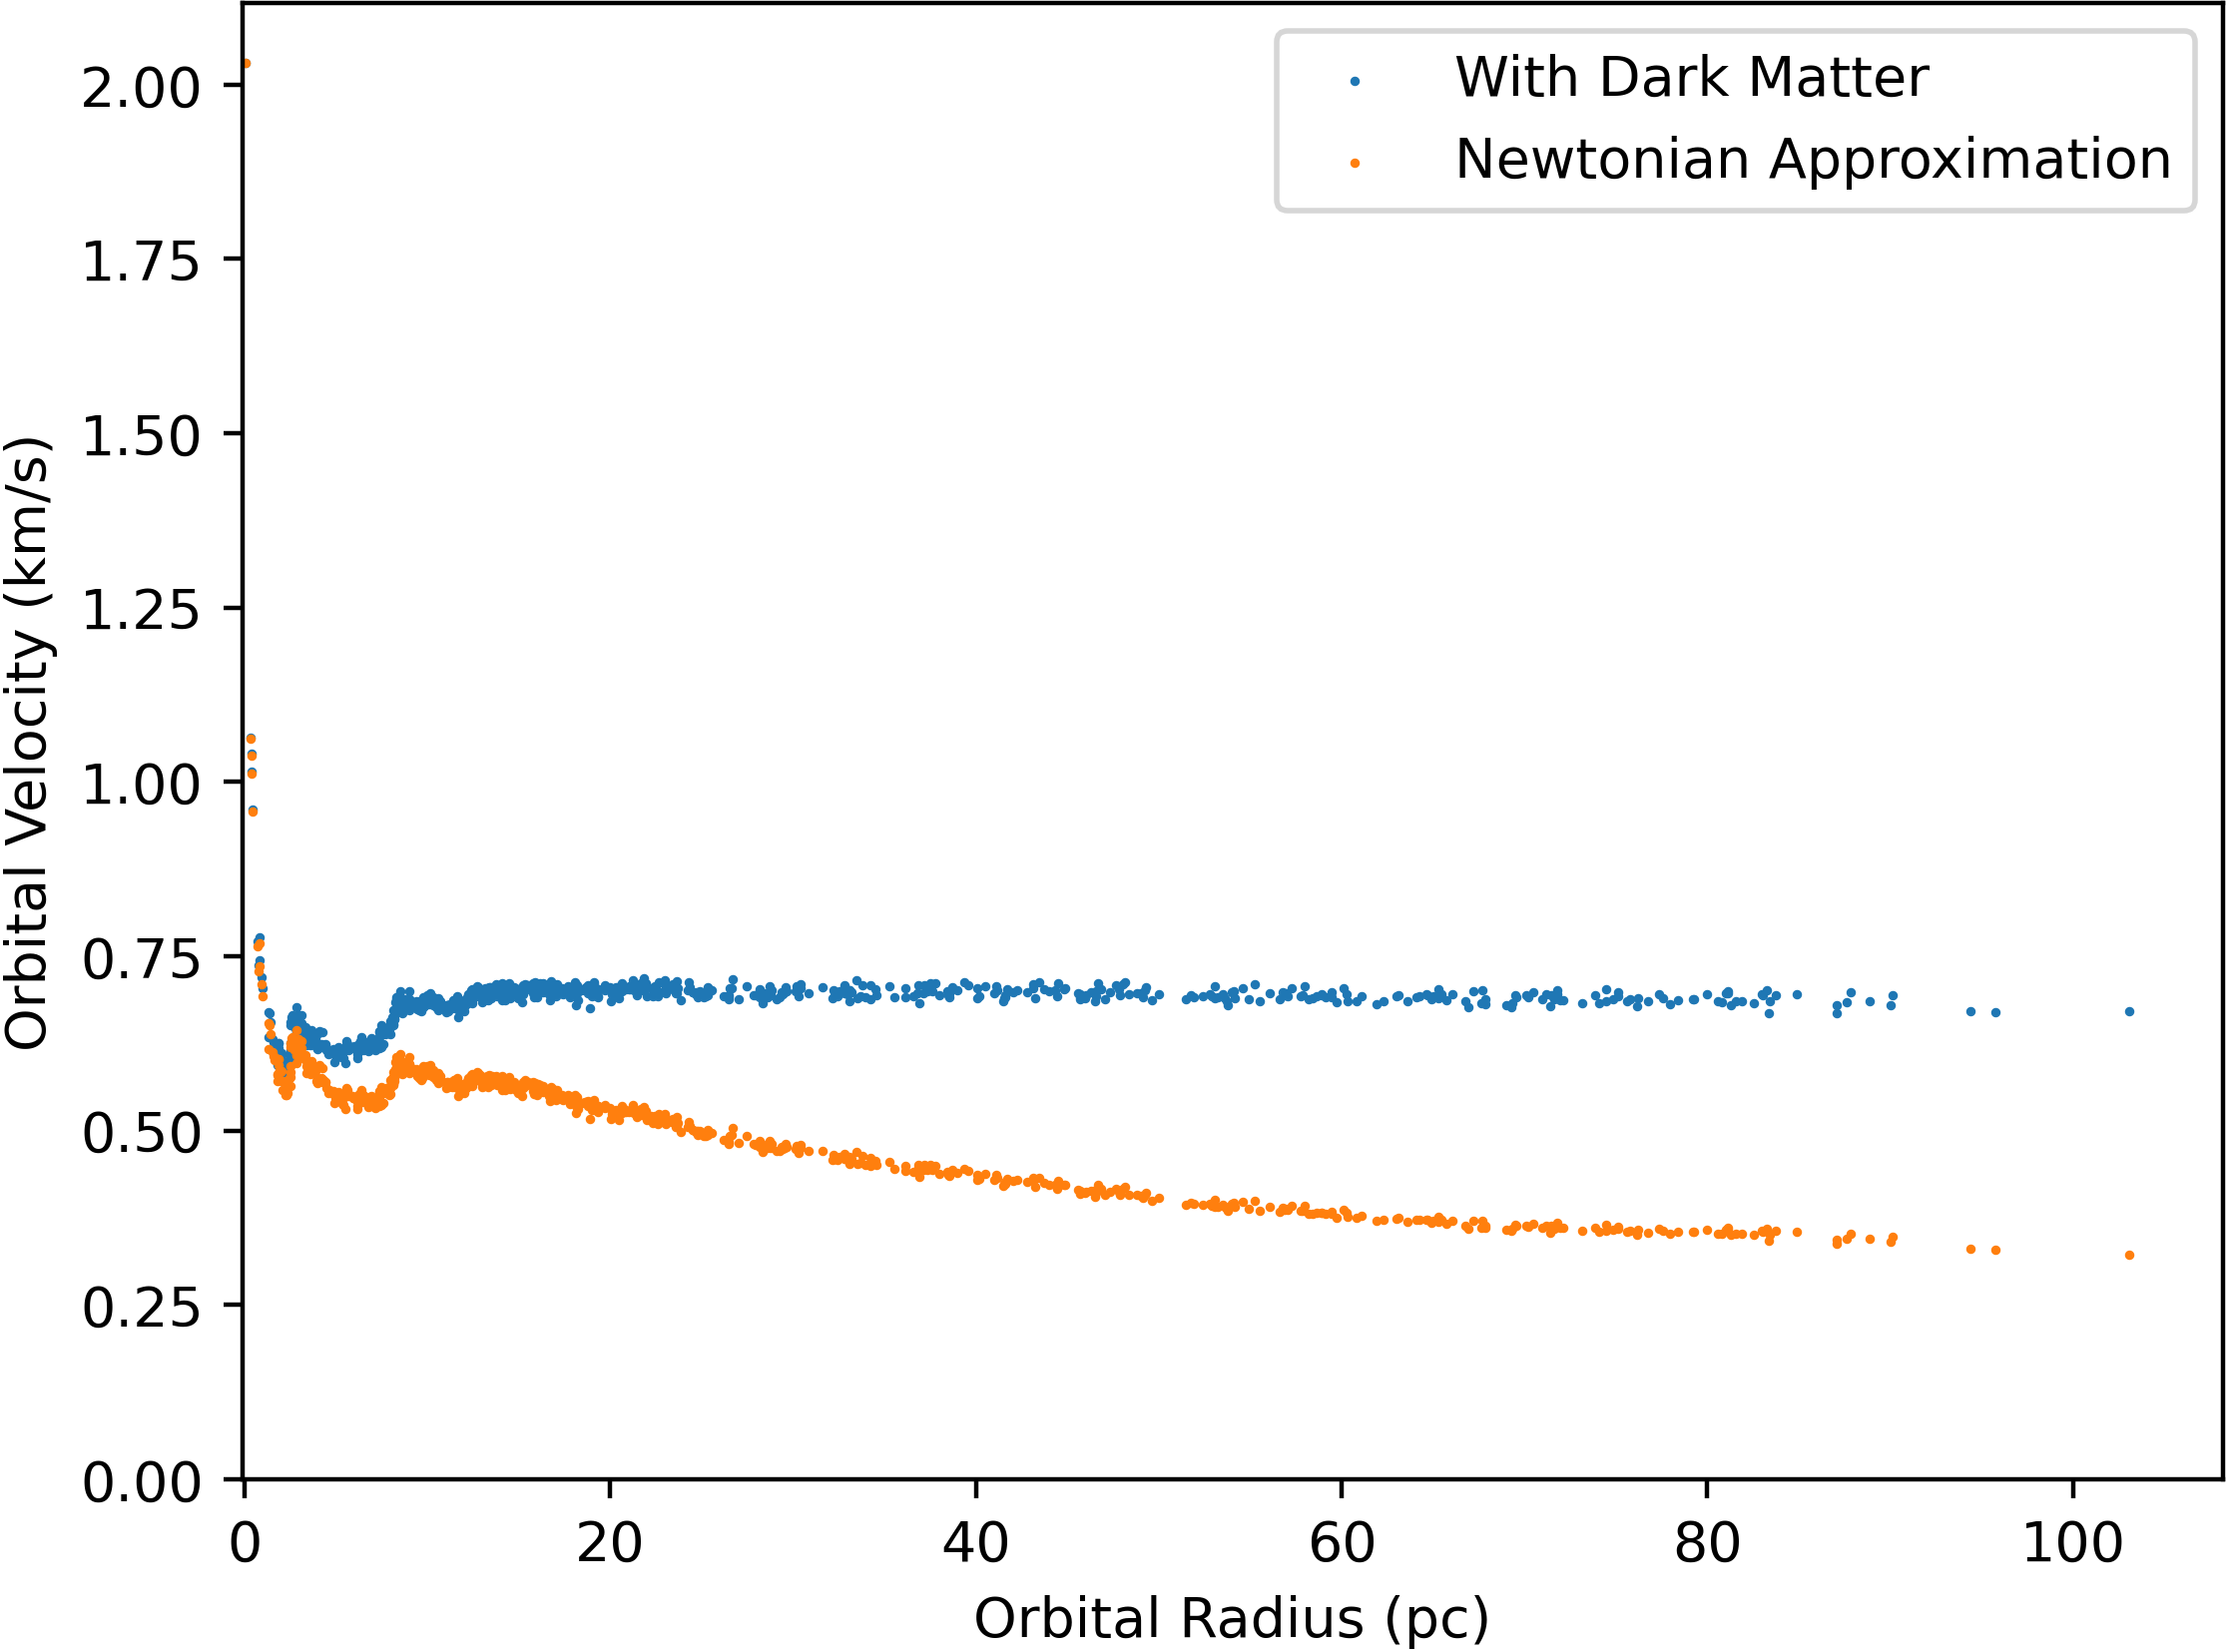 With Dark Matter
Newtonian Approximation
2.00
1.75
1.50
1.25
1.00
0.75
0.50
0.25
0.00
Orbital Velocity (km/s)
0 20 40 60 80 100
Orbital Radius (pc)